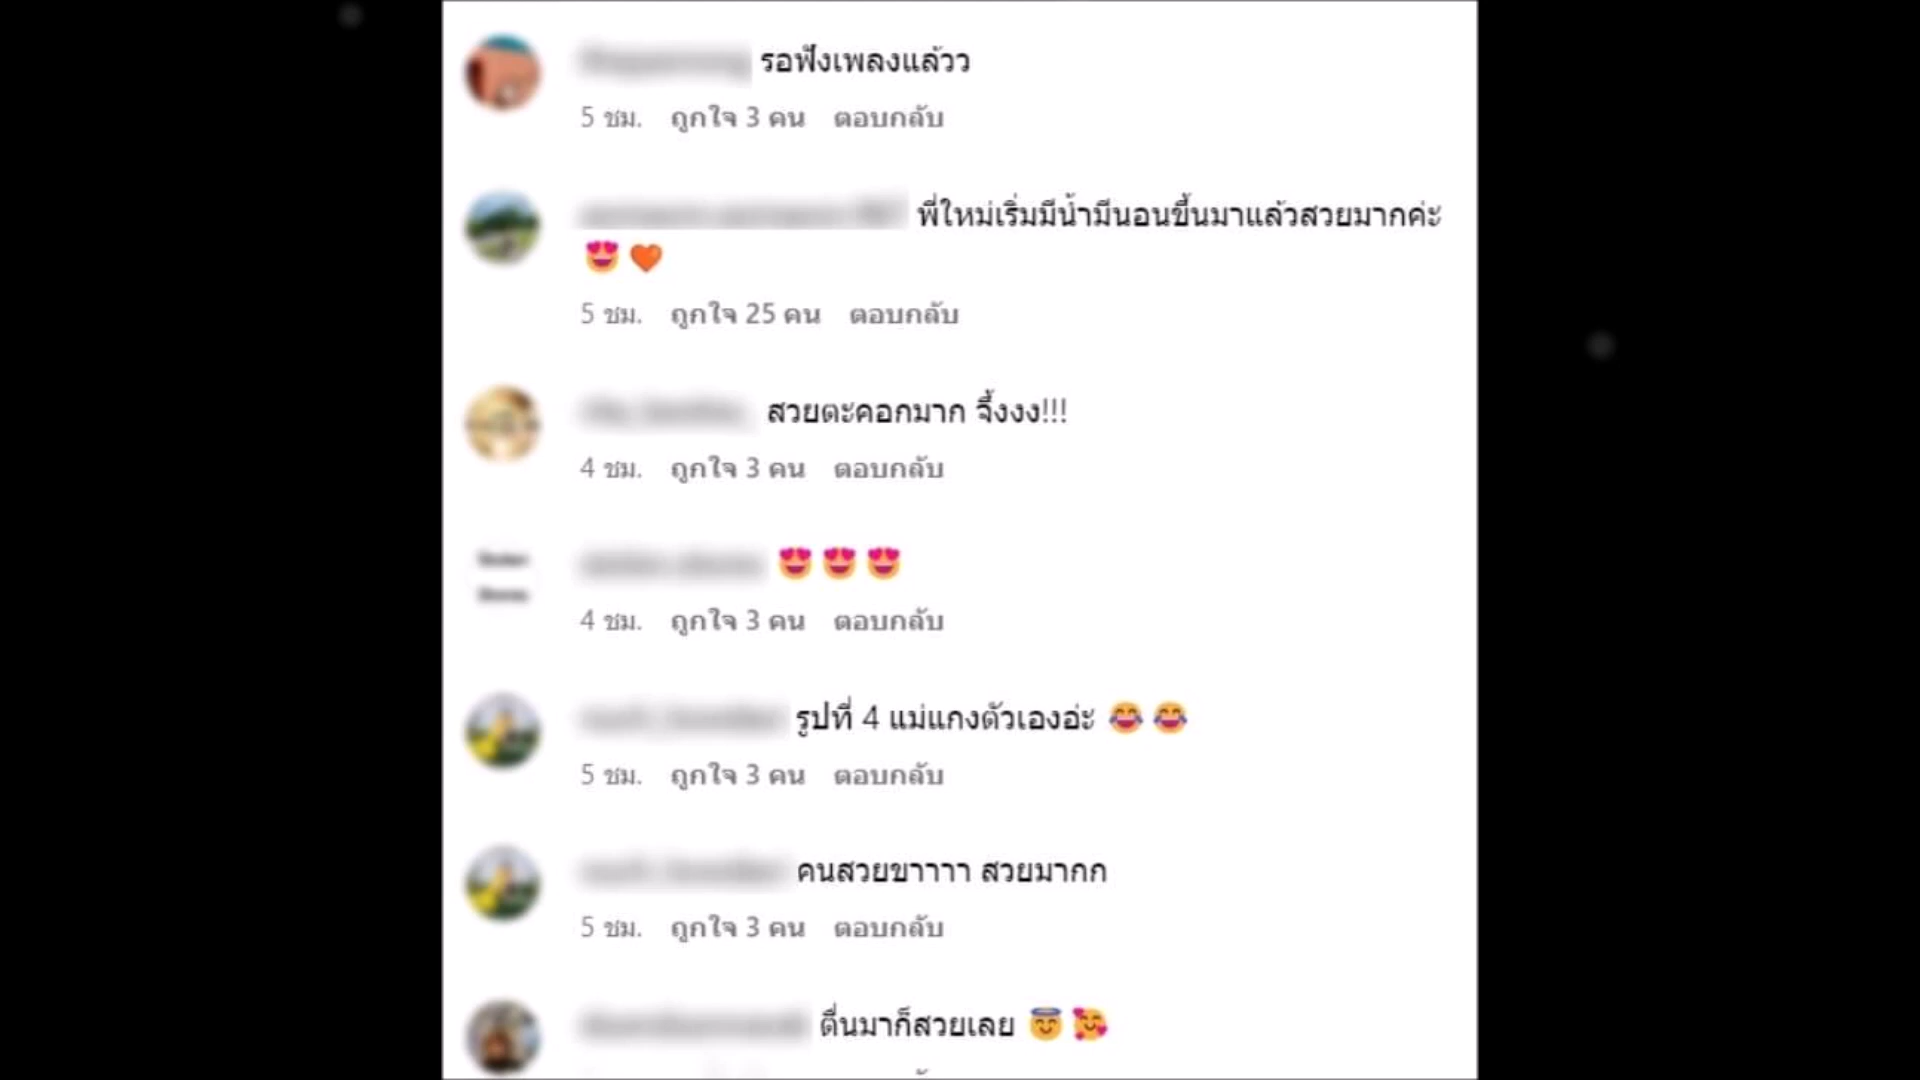 รอฟังเพลงแล้วว
5 ชม. ถูกใจ 3 คน ตอบกลับ
พี่ใหม่เริ่มมีน้ำมีนอนขึ้นมาแล้วสวยมากค่ะ
😍 🧡
5 ชม. ถูกใจ 25 คน ตอบกลับ
สวยตะคอกมาก จึ้งงง!!!
4 ชม. ถูกใจ 3 คน ตอบกลับ
😍 😍 😍
4 ชม. ถูกใจ 3 คน ตอบกลับ
รูปที่ 4 แม่แกงตัวเองอ่ะ 😂 😂
5 ชม. ถูกใจ 3 คน ตอบกลับ
คนสวยขาาาา สวยมากก
5 ชม. ถูกใจ 3 คน ตอบกลับ
ตื่นมาก็สวยเลย 😇 🥰